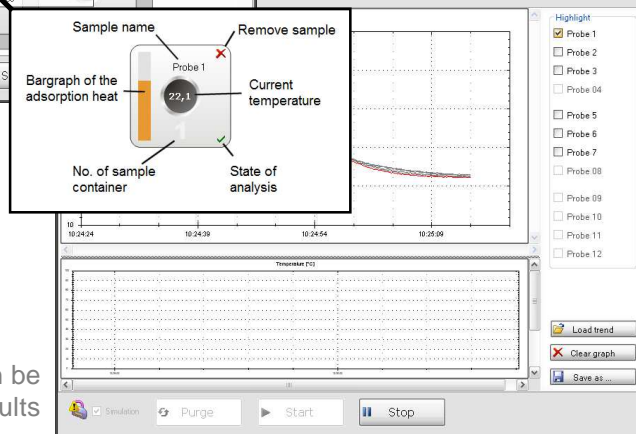 Sample name
Remove sample
Probe 1
Bargraph of the
adsorption heat
22,1
Current
temperature
1
No. of sample
container
State of
analysis
S
10
10:24:24
10:24:39
10:24:54
10:25:09
Temperature [°C]
Highlight
Probe 1
Probe 2
Probe 3
Probe 04
Probe 5
Probe 6
Probe 7
Probe 08
Probe 09
Probe 10
Probe 11
Probe 12
Load trend
Clear graph
Save as ...
be
ults
Simulation
Purge
Start
Stop